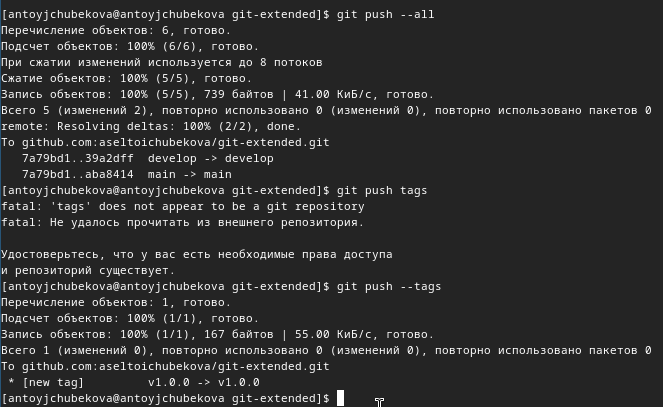 [antoyjchubekova@antoyjchubekova git-extended]$ git push --all
Перечисление объектов: 6, готово.
Подсчет объектов: 100% (6/6), готово.
При сжатии изменений используется до 8 потоков
Сжатие объектов: 100% (5/5), готово.
Запись объектов: 100% (5/5), 739 байтов | 41.00 КиБ/с, готово.
Всего 5 (изменений 2), повторно использовано 0 (изменений 0), повторно использовано пакетов 0
remote: Resolving deltas: 100% (2/2), done.
To github.com:aseltoichubekova/git-extended.git
   7a79bd1..39a2dff  develop -> develop
   7a79bd1..aba8414  main -> main
[antoyjchubekova@antoyjchubekova git-extended]$ git push tags
fatal: 'tags' does not appear to be a git repository
fatal: Не удалось прочитать из внешнего репозитория.

Удостоверьтесь, что у вас есть необходимые права доступа
и репозиторий существует.
[antoyjchubekova@antoyjchubekova git-extended]$ git push --tags
Перечисление объектов: 1, готово.
Подсчет объектов: 100% (1/1), готово.
Запись объектов: 100% (1/1), 167 байтов | 55.00 КиБ/с, готово.
Всего 1 (изменений 0), повторно использовано 0 (изменений 0), повторно использовано пакетов 0
To github.com:aseltoichubekova/git-extended.git
 * [new tag]         v1.0.0 -> v1.0.0
[antoyjchubekova@antoyjchubekova git-extended]$